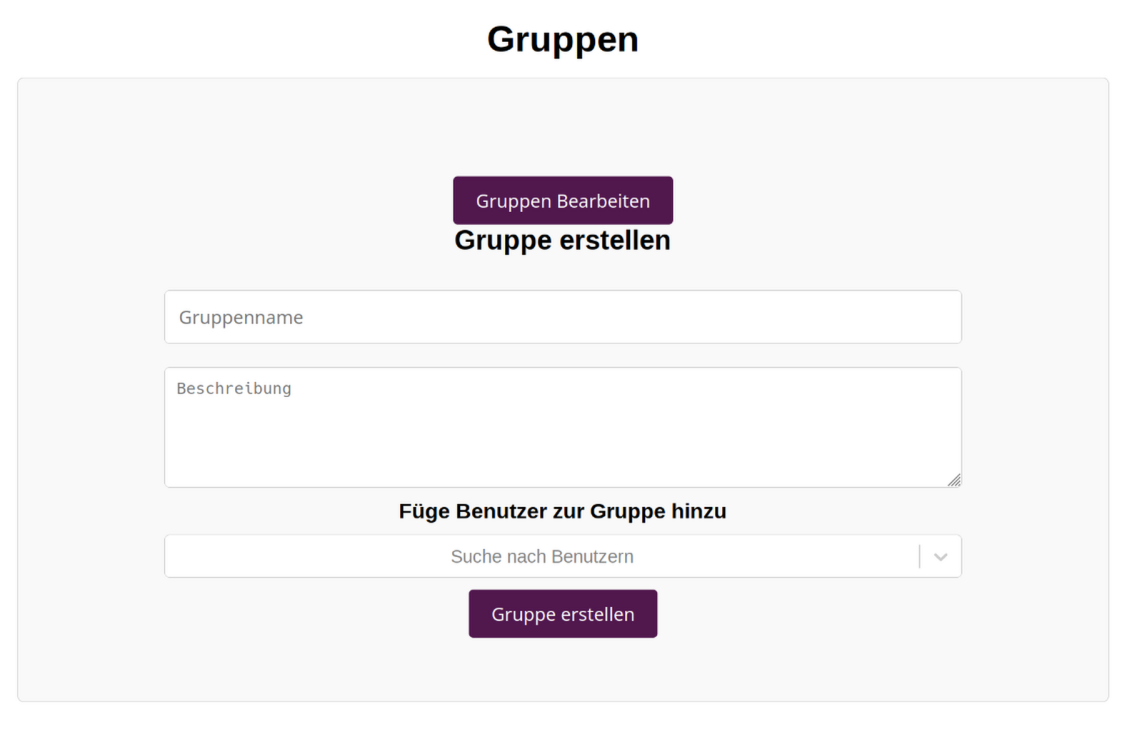 Gruppen
Gruppen Bearbeiten
Gruppe erstellen
Gruppenname
Beschreibung
Füge Benutzer zur Gruppe hinzu
Suche nach Benutzern
Gruppe erstellen